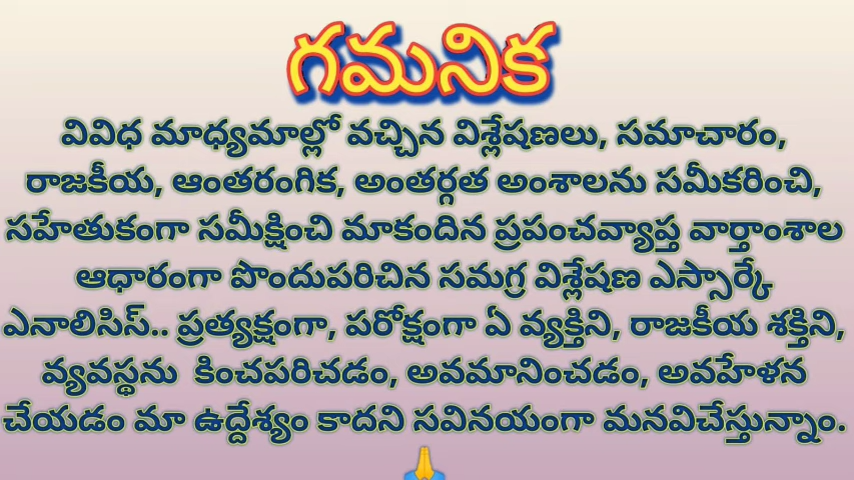 గమనిక
వివిధ మాధ్యమాల్లో వచ్చిన విశ్లేషణలు, సమాచారం,
రాజకీయ, ఆంతరంగిక, అంతర్గత అంశాలను సమీకరించి,
సహేతుకంగా సమీక్షించి మాకందిన ప్రపంచవ్యాప్త వార్తాంశాల
ఆధారంగా పొందుపరిచిన సమగ్ర విశ్లేషణ ఎస్సార్కే
ఎనాలిసిస్.. ప్రత్యక్షంగా, పరోక్షంగా ఏ వ్యక్తిని, రాజకీయ శక్తిని,
వ్యవస్థను కించపరిచడం, అవమానించడం, అవహేళన
చేయడం మా ఉద్దేశ్యం కాదని సవినయంగా మనవిచేస్తున్నాం.
🙏